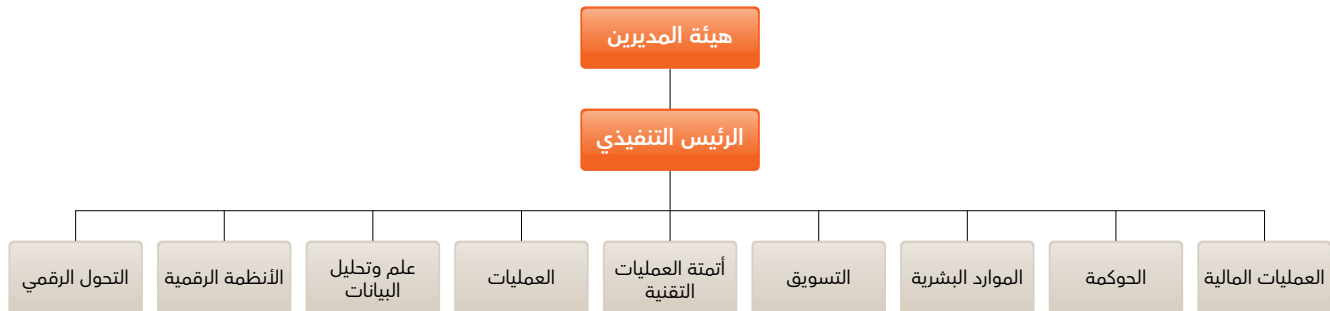 هيئة المديرين
الرئيس التنفيذي
العمليات المالية
الحوكمة
الموارد البشرية
التسويق
أتمتة العمليات
التقنية
العمليات
علم وتحليل
البيانات
الأنظمة الرقمية
التحول الرقمي